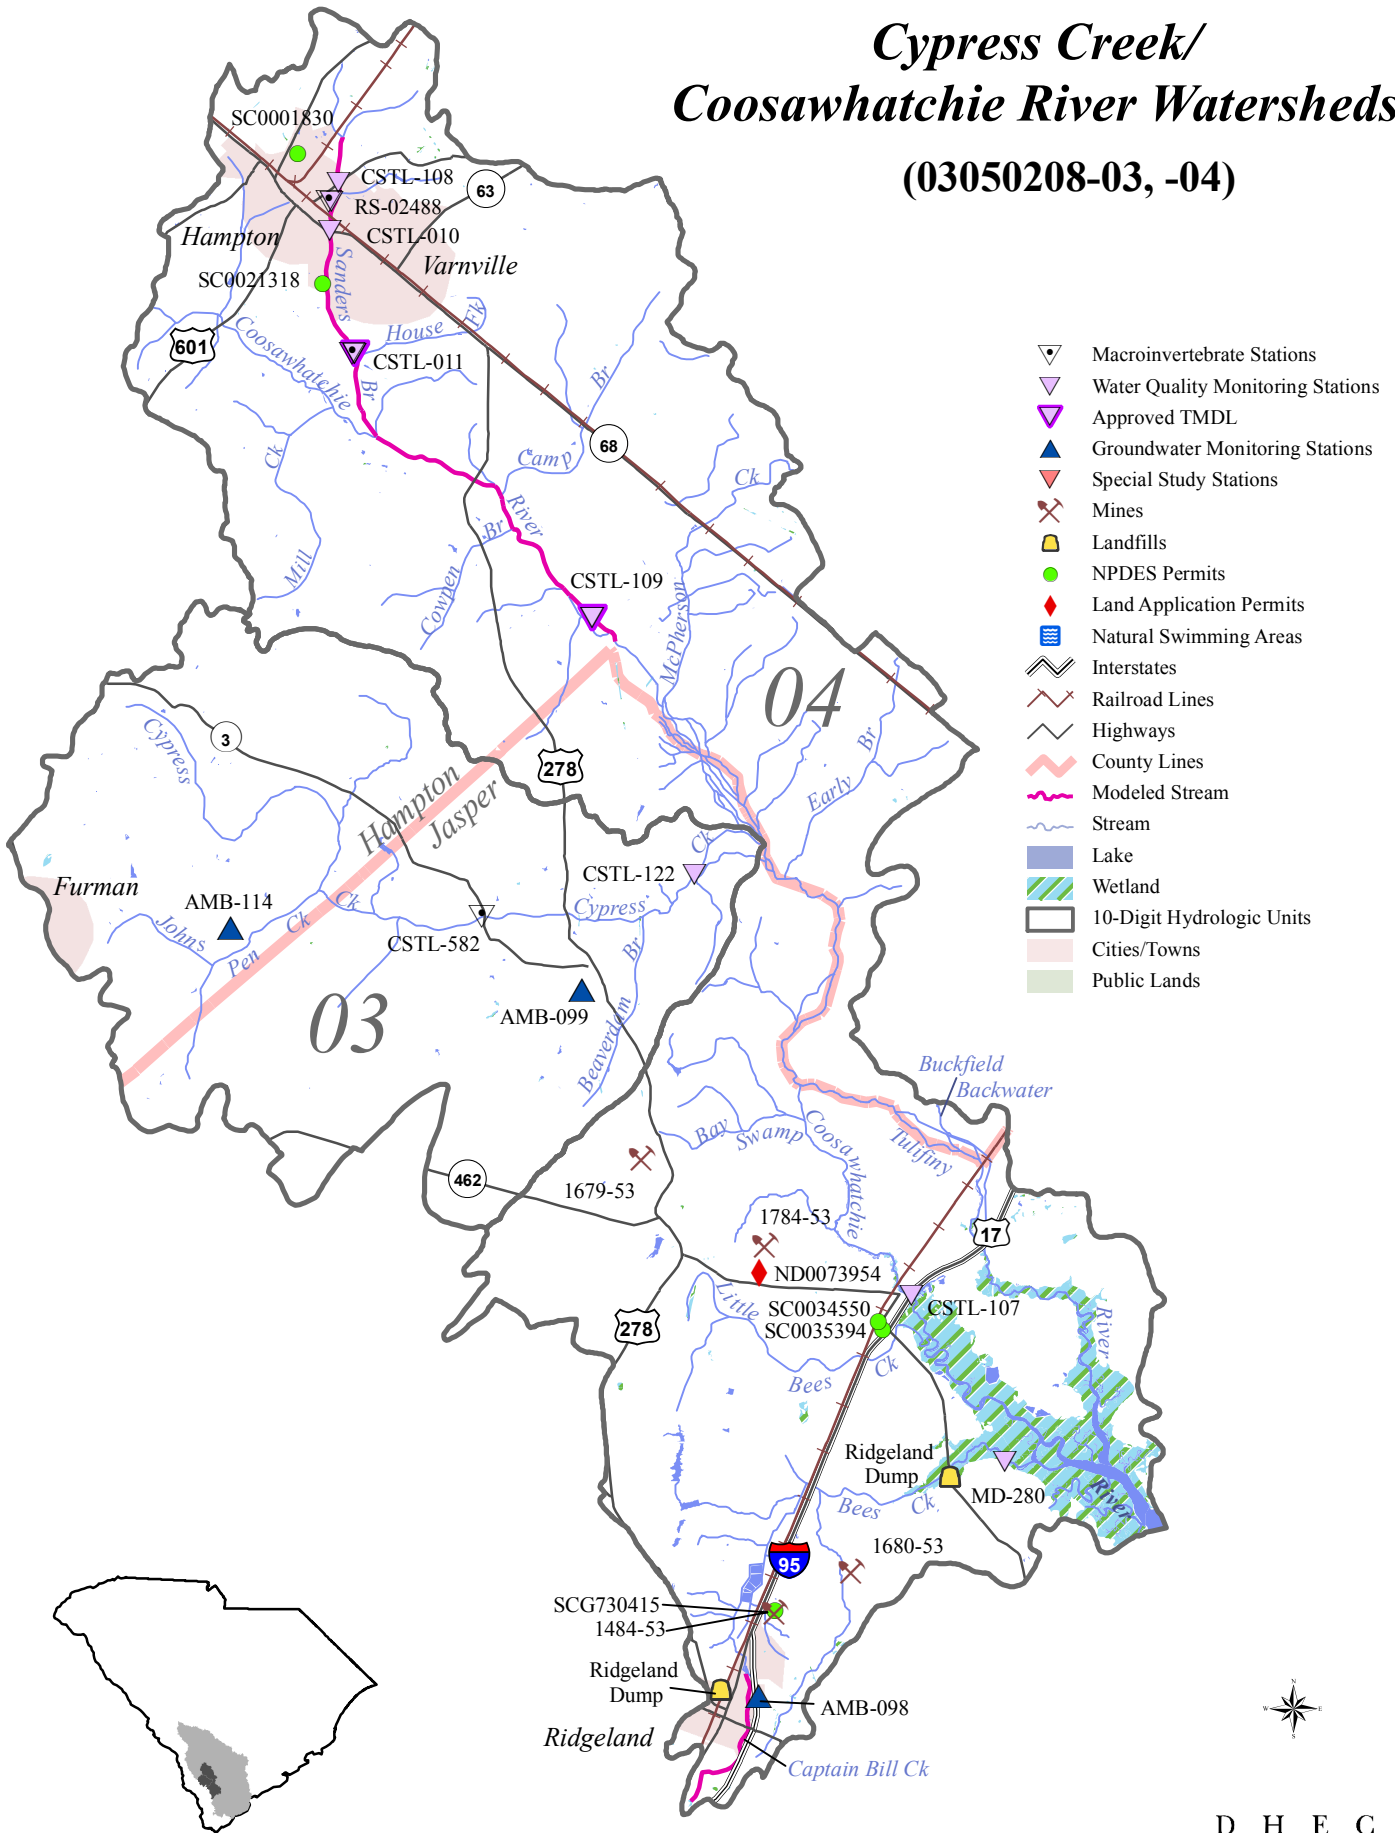 Cypress Creek/
Coosawhatchie River Watersheds
(03050208-03, -04)
SC0001830
CSTL-108
63
RS-02488
Hampton
CSTL-010
Varnville
SC0021318
Sanders
House Fk
601
Coosawhatchie
CSTL-011
Br
Br
68
Ck
Camp
Ck
River
Br
Mill
Cowpen
CSTL-109
McPherson
04
3
Cypress
Br
278
Early
Hampton
Jasper
Ck
CSTL-122
Furman
AMB-114
Ck
Cypress
Johns
Ck
CSTL-582
Br
Pen
03
AMB-099
Beaverdam
Buckfield
Backwater
Bay
Swamp
Coosawhatchie
Tulifiny
462
1679-53
1784-53
17
ND0073954
Little
SC0034550
CSTL-107
SC0035394
River
278
Bees
Ck
Ridgeland
Dump
MD-280
Bees
Ck
River
1680-53
95
SCG730415
1484-53
Ridgeland
Dump
AMB-098
Ridgeland
Captain Bill Ck
Macroinvertebrate Stations
Water Quality Monitoring Stations
Approved TMDL
Groundwater Monitoring Stations
Special Study Stations
Mines
Landfills
NPDES Permits
Land Application Permits
Natural Swimming Areas
Interstates
Railroad Lines
Highways
County Lines
Modeled Stream
Stream
Lake
Wetland
10-Digit Hydrologic Units
Cities/Towns
Public Lands
N
W E
S
D H E C